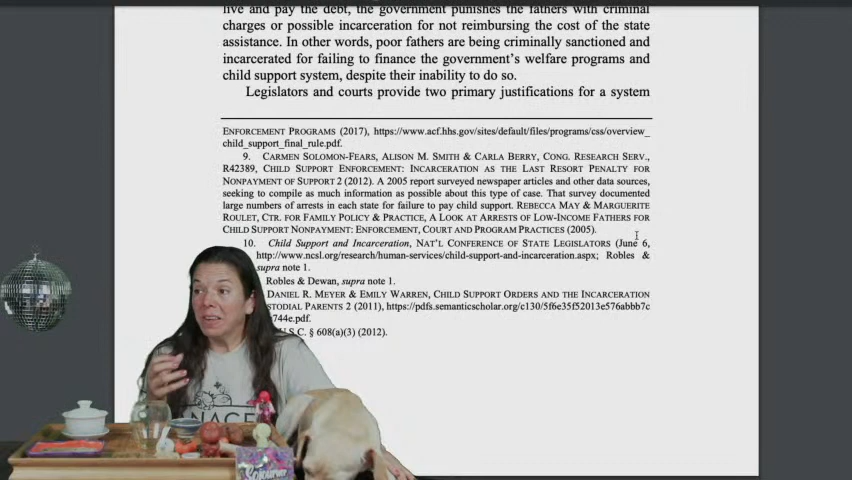 live and pay the debt, the government punishes the fathers with criminal
charges or possible incarceration for not reimbursing the cost of the state
assistance. In other words, poor fathers are being criminally sanctioned and
incarcerated for failing to finance the government's welfare programs and
child support system, despite their inability to do so.
Legislators and courts provide two primary justifications for a system
ENFORCEMENT PROGRAMS (2017), https://www.acf.hhs.gov/sites/default/files/programs/css/overview_
child_support_final_rule.pdf.
9. CARMEN SOLOMON-FEARS, ALISON M. SMITH & CARLA BERRY, CONG. RESEARCH SERV.,
R42389, CHILD SUPPORT ENFORCEMENT: INCARCERATION AS THE LAST RESORT PENALTY FOR
NONPAYMENT OF SUPPORT 2 (2012). A 2005 report surveyed newspaper articles and other data sources,
seeking to compile as much information as possible about this type of case. That survey documented
large numbers of arrests in each state for failure to pay child support. REBECCA MAY & MARGUERITE
ROULET, CTR. FOR FAMILY POLICY & PRACTICE, A LOOK AT ARRESTS OF LOW-INCOME FATHERS FOR
CHILD SUPPORT NONPAYMENT: ENFORCEMENT, COURT AND PROGRAM PRACTICES (2005).
10. Child Support and Incarceration, NAT'L CONFERENCE OF STATE LEGISLATORS (June 6,
http://www.ncsl.org/research/human-services/child-support-and-incarceration.aspx; Robles &
supra note 1.
Robles & Dewan, supra note 1.
DANIEL R. MEYER & EMILY WARREN, CHILD SUPPORT ORDERS AND THE INCARCERATION
STODIAL PARENTS 2 (2011), https://pdfs.semanticscholar.org/c130/5f6e35f52013e576abbb7c
744e.pdf.
U.S.C. § 608(a)(3) (2012).